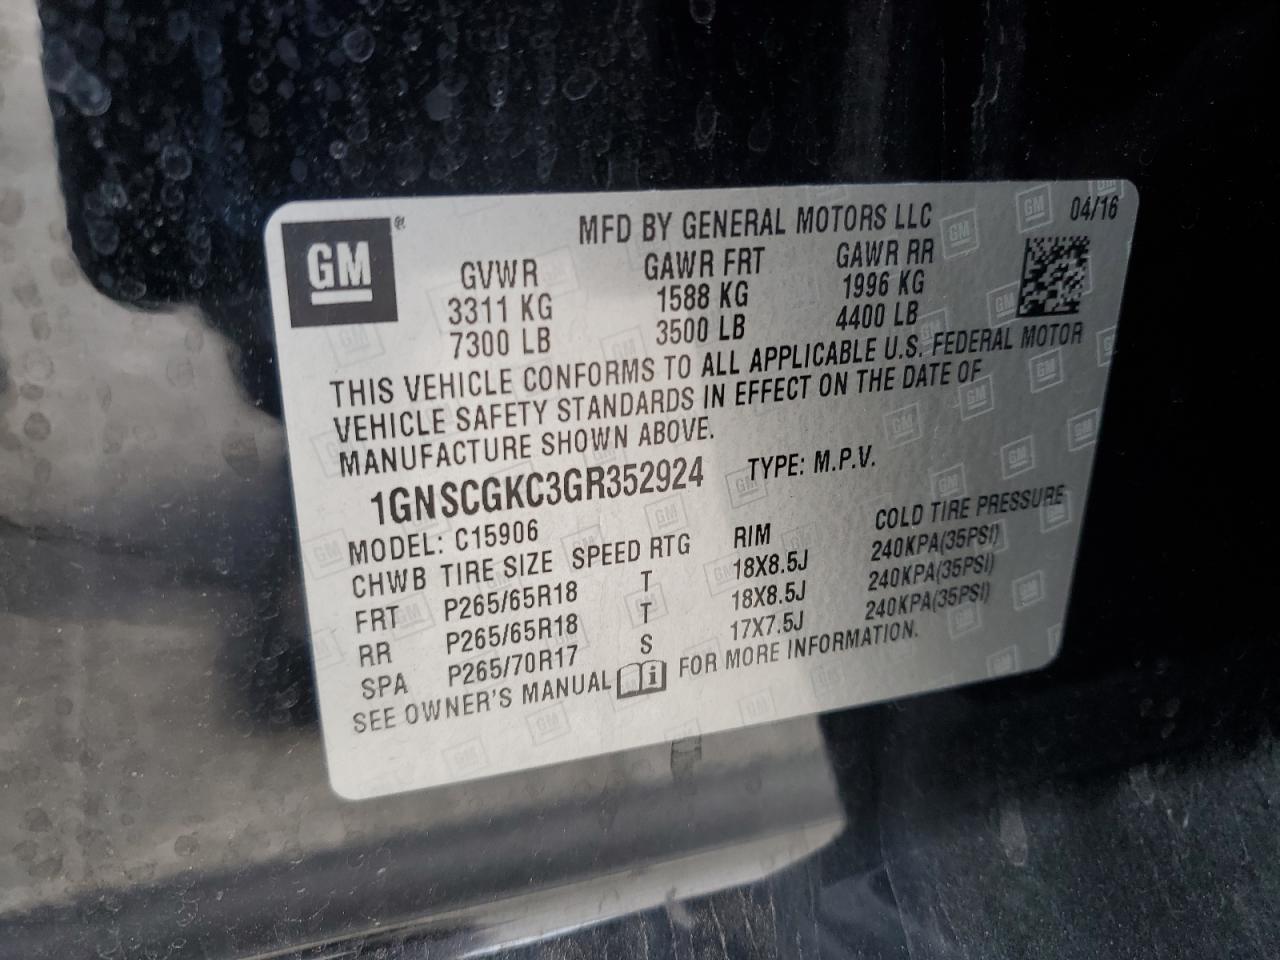 GM ®
MFD BY GENERAL MOTORS LLC 04/16
GVWR GAWR FRT GAWR RR
3311 KG 1588 KG 1996 KG
7300 LB 3500 LB 4400 LB
THIS VEHICLE CONFORMS TO ALL APPLICABLE U.S. FEDERAL MOTOR
VEHICLE SAFETY STANDARDS IN EFFECT ON THE DATE OF
MANUFACTURE SHOWN ABOVE.
1GNSCGKC3GR352924 TYPE: M.P.V.
MODEL: C15906
CHWB TIRE SIZE SPEED RTG RIM COLD TIRE PRESSURE
FRT P265/65R18 T 18X8.5J 240KPA(35PSI)
RR P265/65R18 T 18X8.5J 240KPA(35PSI)
SPA P265/70R17 S 17X7.5J 240KPA(35PSI)
SEE OWNER'S MANUAL i FOR MORE INFORMATION.